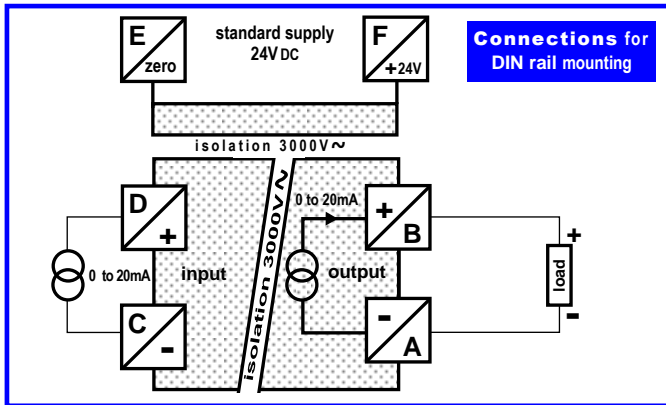 E
zero
standard supply
24V DC
F
+24V
Connections for
DIN rail mounting
isolation 3000V~
isolation 3000V~
D
+
0 to 20mA
C
-
input
0 to 20mA
output
+
B
-
A
+
load
-